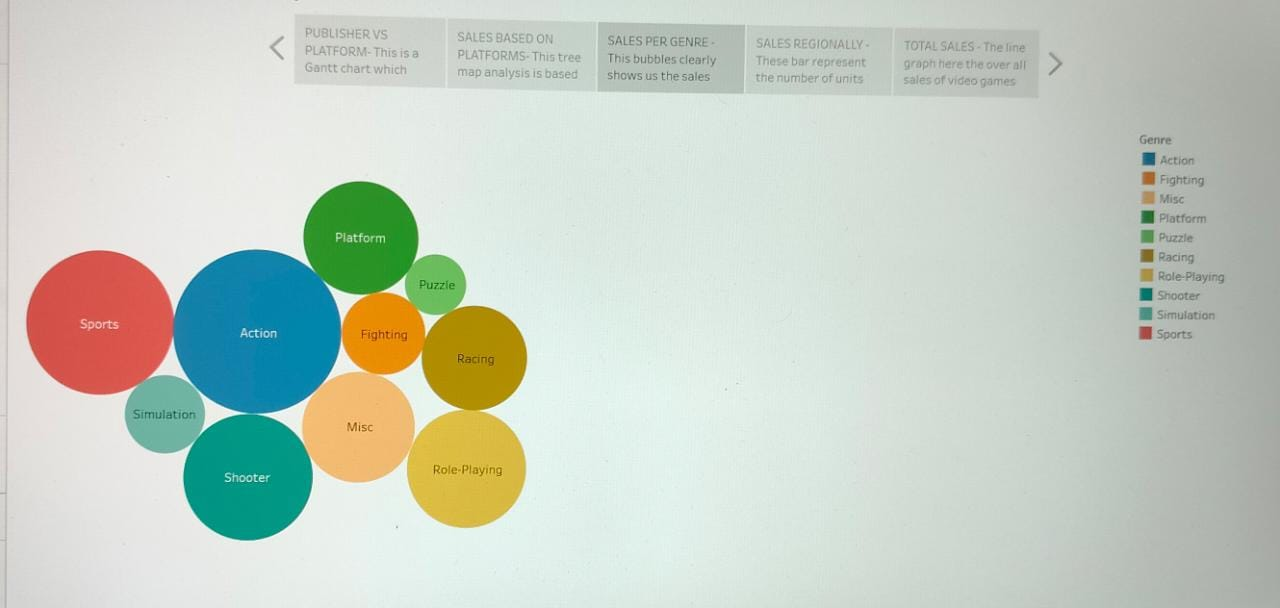 PUBLISHER VS
PLATFORM- This is a
Gantt chart which
SALES BASED ON
PLATFORMS- This tree
map analysis is based
SALES PER GENRE -
This bubbles clearly
shows us the sales
SALES REGIONALLY -
These bar represent
the number of units
TOTAL SALES - The line
graph here the over all
sales of video games
Platform
Puzzle
Sports
Action
Fighting
Racing
Simulation
Misc
Shooter
Role-Playing
Genre
Action
Fighting
Misc
Platform
Puzzle
Racing
Role-Playing
Shooter
Simulation
Sports